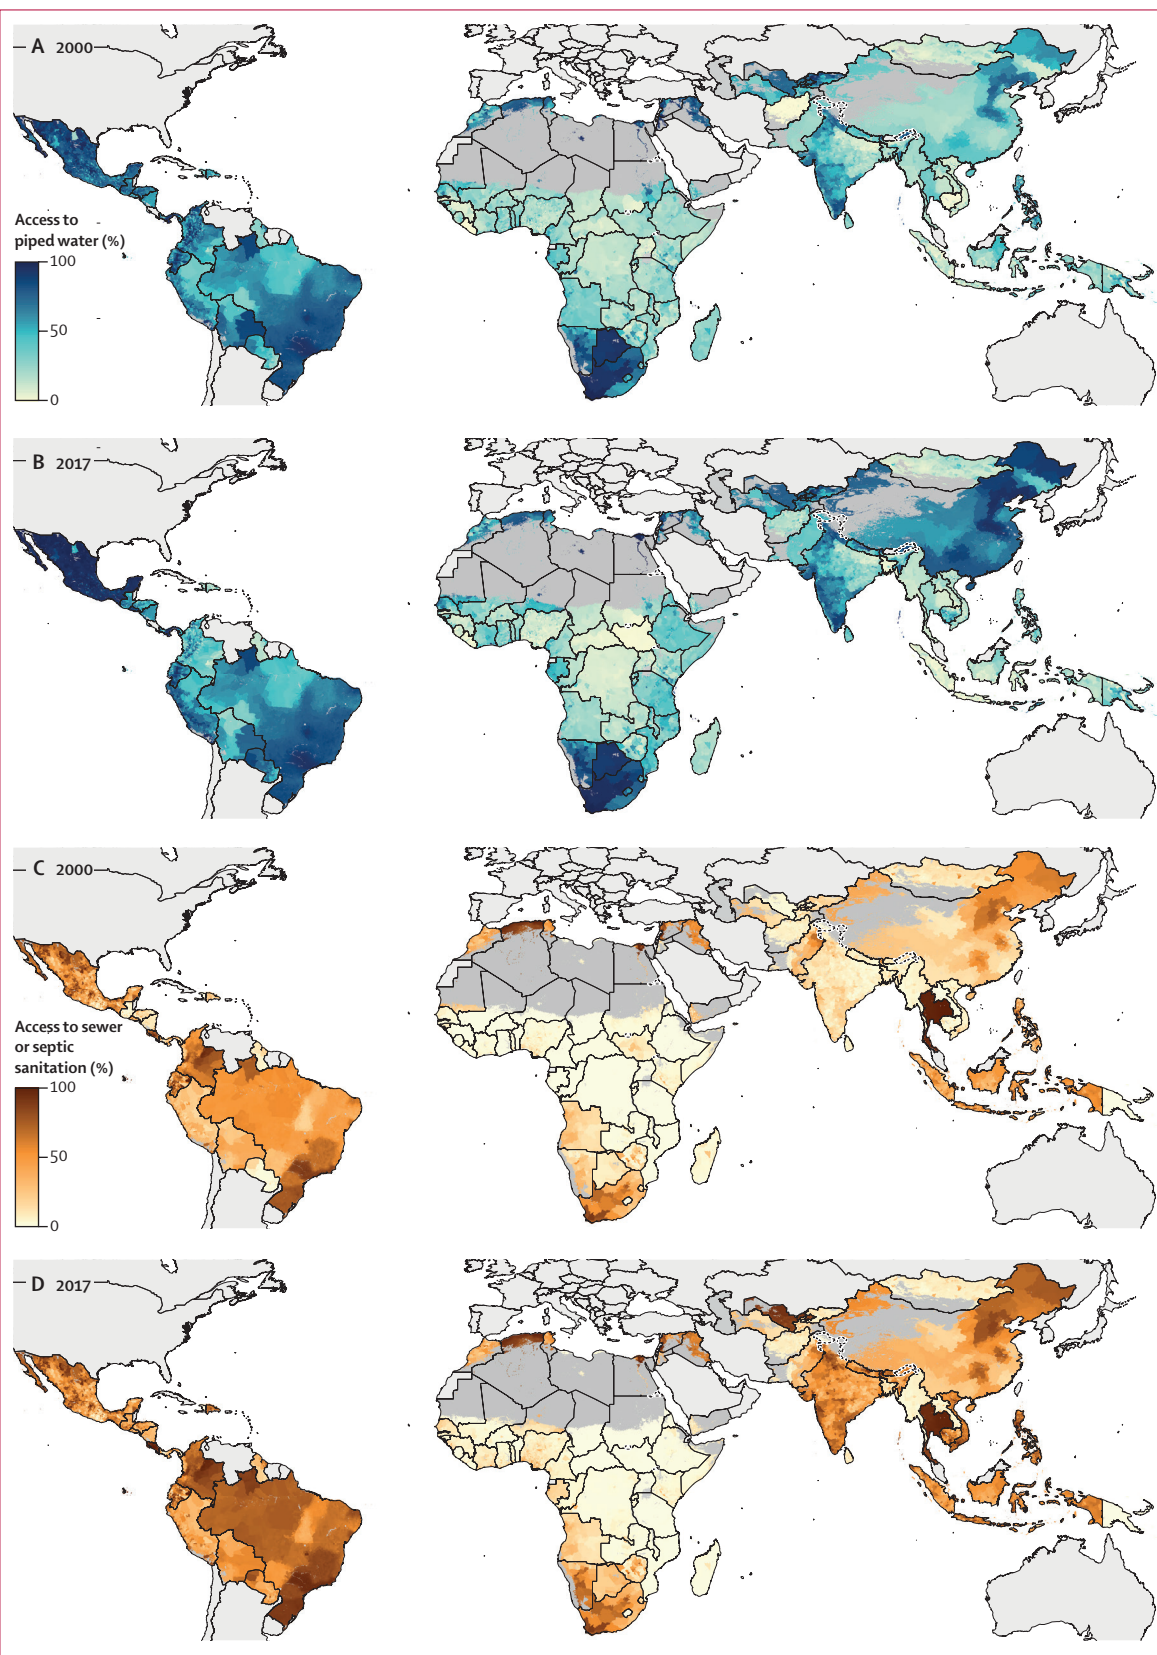 A 2000
Access to
piped water (%)
100
50
0
B 2017
C 2000
Access to sewer
or septic
sanitation (%)
100
50
0
D 2017